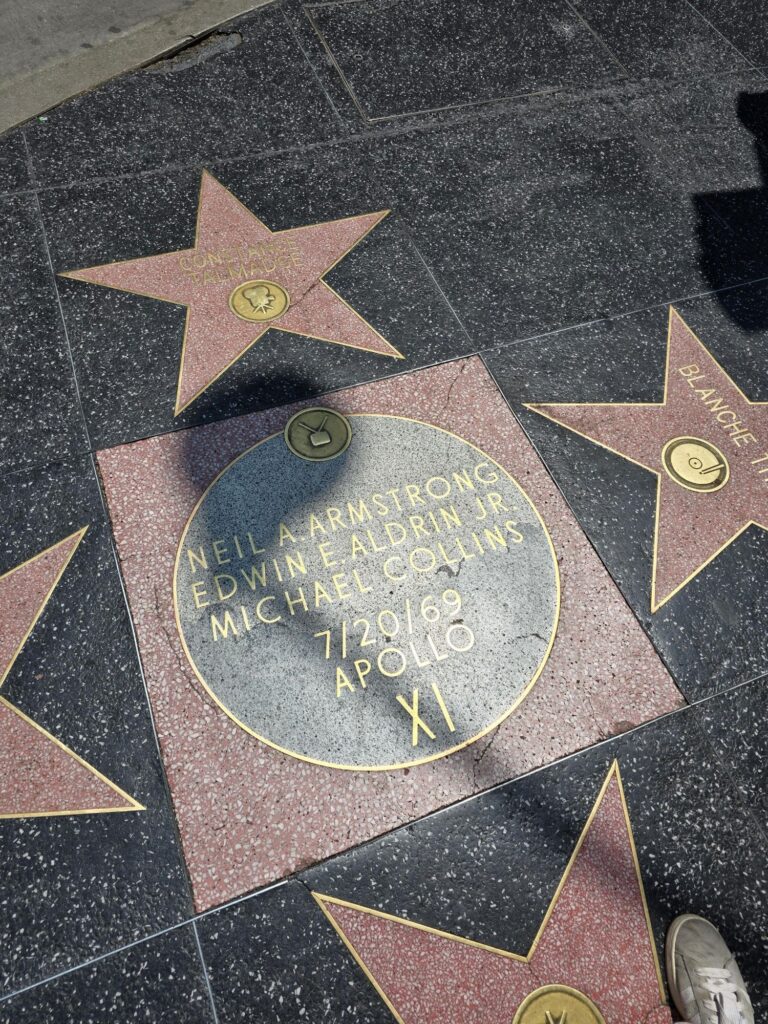 CONSTANCE
TALMADGE
BLANCHE
NEIL A. ARMSTRONG
EDWIN E. ALDRIN JR.
MICHAEL COLLINS
7/20/69
APOLLO
XI